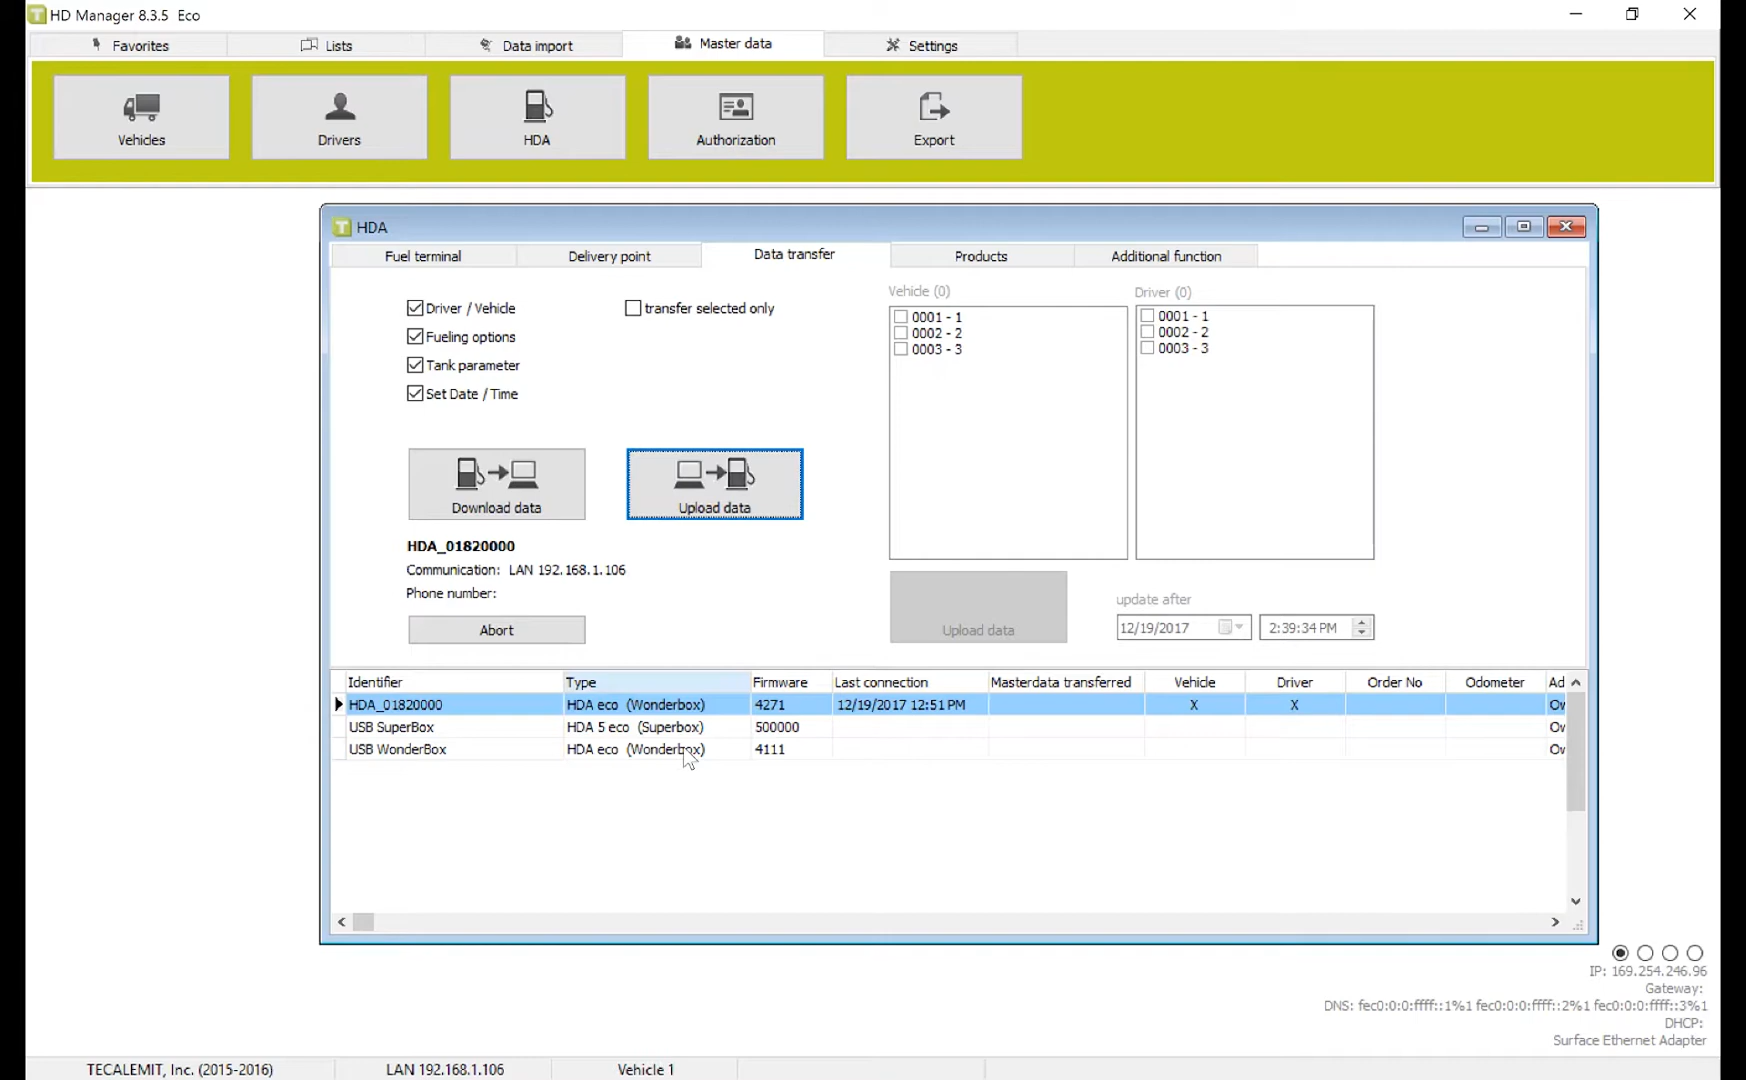 HD Manager 8.3.5 Eco
Favorites
Lists
Data import
Master data
Settings
Vehicles
Drivers
HDA
Authorization
Export
HDA
Fuel terminal
Delivery point
Data transfer
Products
Additional function
Driver / Vehicle
transfer selected only
Fueling options
Tank parameter
Set Date / Time
Vehicle (0)
0001 - 1
0002 - 2
0003 - 3
Driver (0)
0001 - 1
0002 - 2
0003 - 3
Download data
Upload data
HDA_01820000
Communication: LAN 192.168.1.106
Phone number:
Abort
Upload data
update after
12/19/2017
2:39:34 PM
Identifier Type Firmware Last connection Masterdata transferred Vehicle Driver Order No Odometer Ad
HDA_01820000 HDA eco (Wonderbox) 4271 12/19/2017 12:51 PM X X Ov
USB SuperBox HDA 5 eco (Superbox) 500000 Ov
USB WonderBox HDA eco (Wonderbox) 4111 Ov
IP: 169.254.246.96
Gateway:
DNS: fec0:0:0:ffff::1%1 fec0:0:0:ffff::2%1 fec0:0:0:ffff::3%1
DHCP:
Surface Ethernet Adapter
TECALEMIT, Inc. (2015-2016)
LAN 192.168.1.106
Vehicle 1